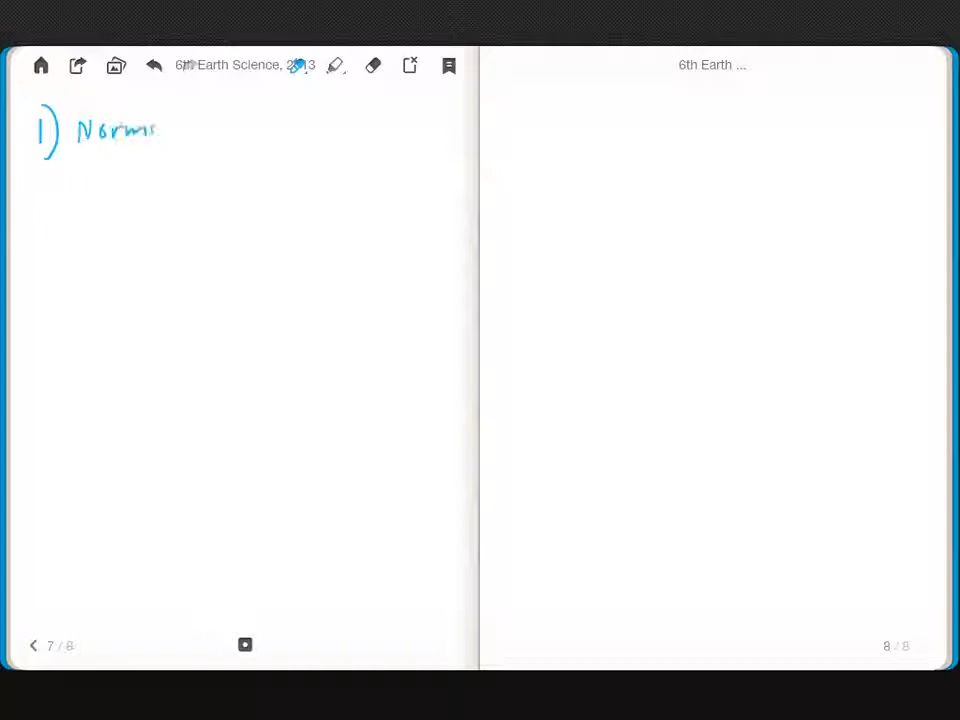 6th Earth Science, 2013
6th Earth ...
1) Norms
7 / 8
8 / 8